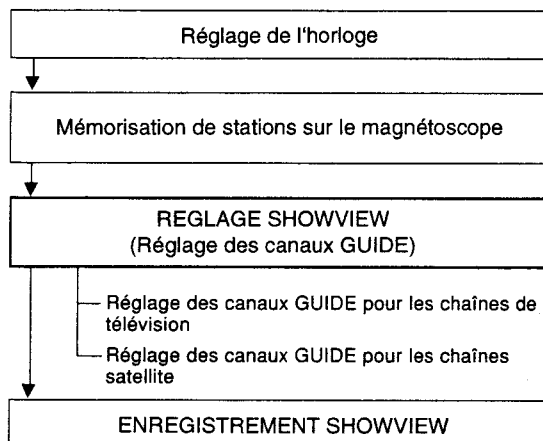 Réglage de l'horloge
Mémorisation de stations sur le magnétoscope
REGLAGE SHOWVIEW
(Réglage des canaux GUIDE)
Réglage des canaux GUIDE pour les chaînes de
télévision
Réglage des canaux GUIDE pour les chaînes
satellite
ENREGISTREMENT SHOWVIEW